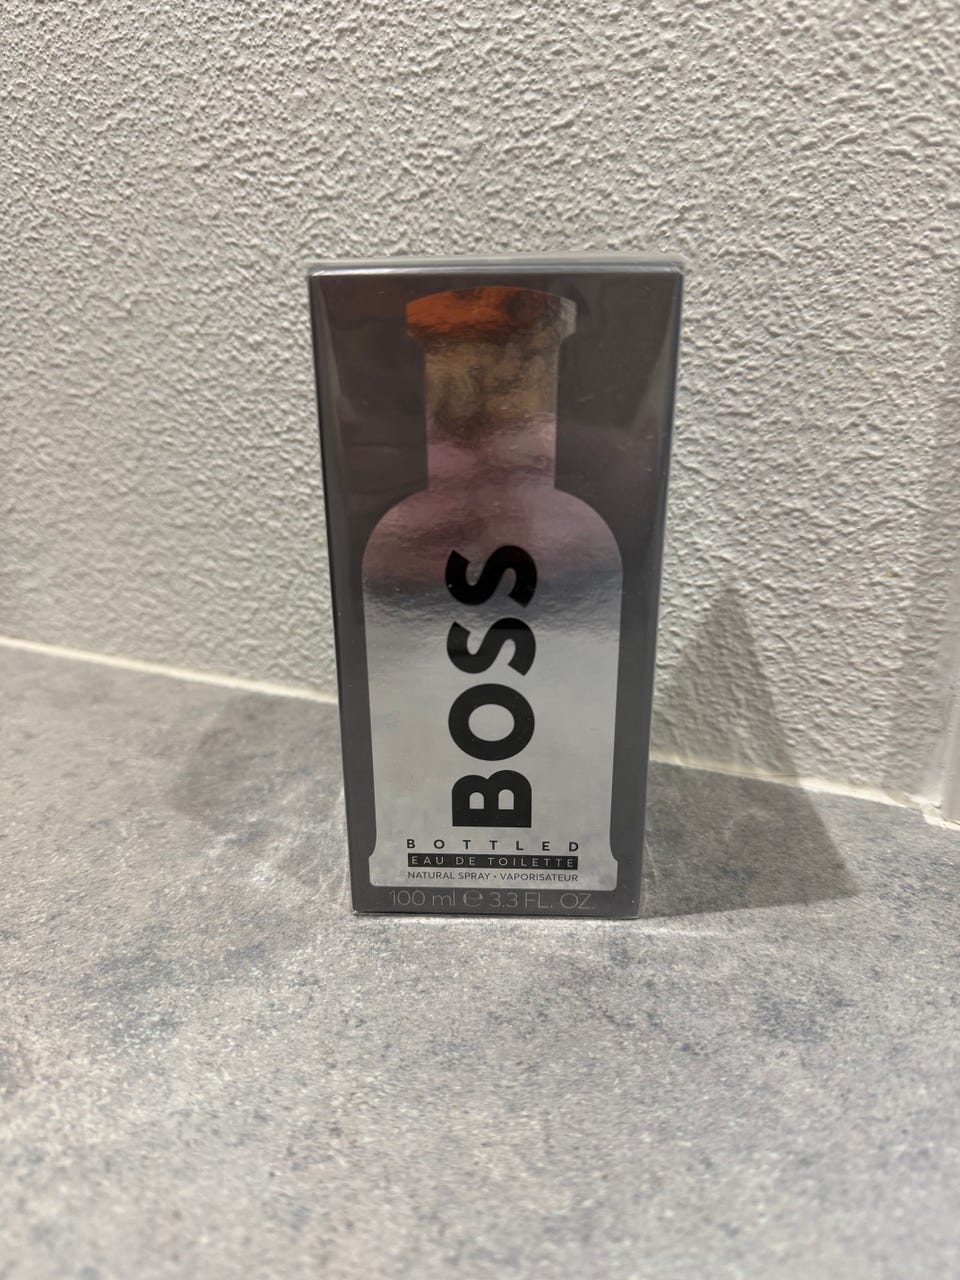 BOSS
BOTTLED
EAU DE TOILETTE
NATURAL SPRAY • VAPORISATEUR
100 ml ℮ 3.3 FL. OZ.